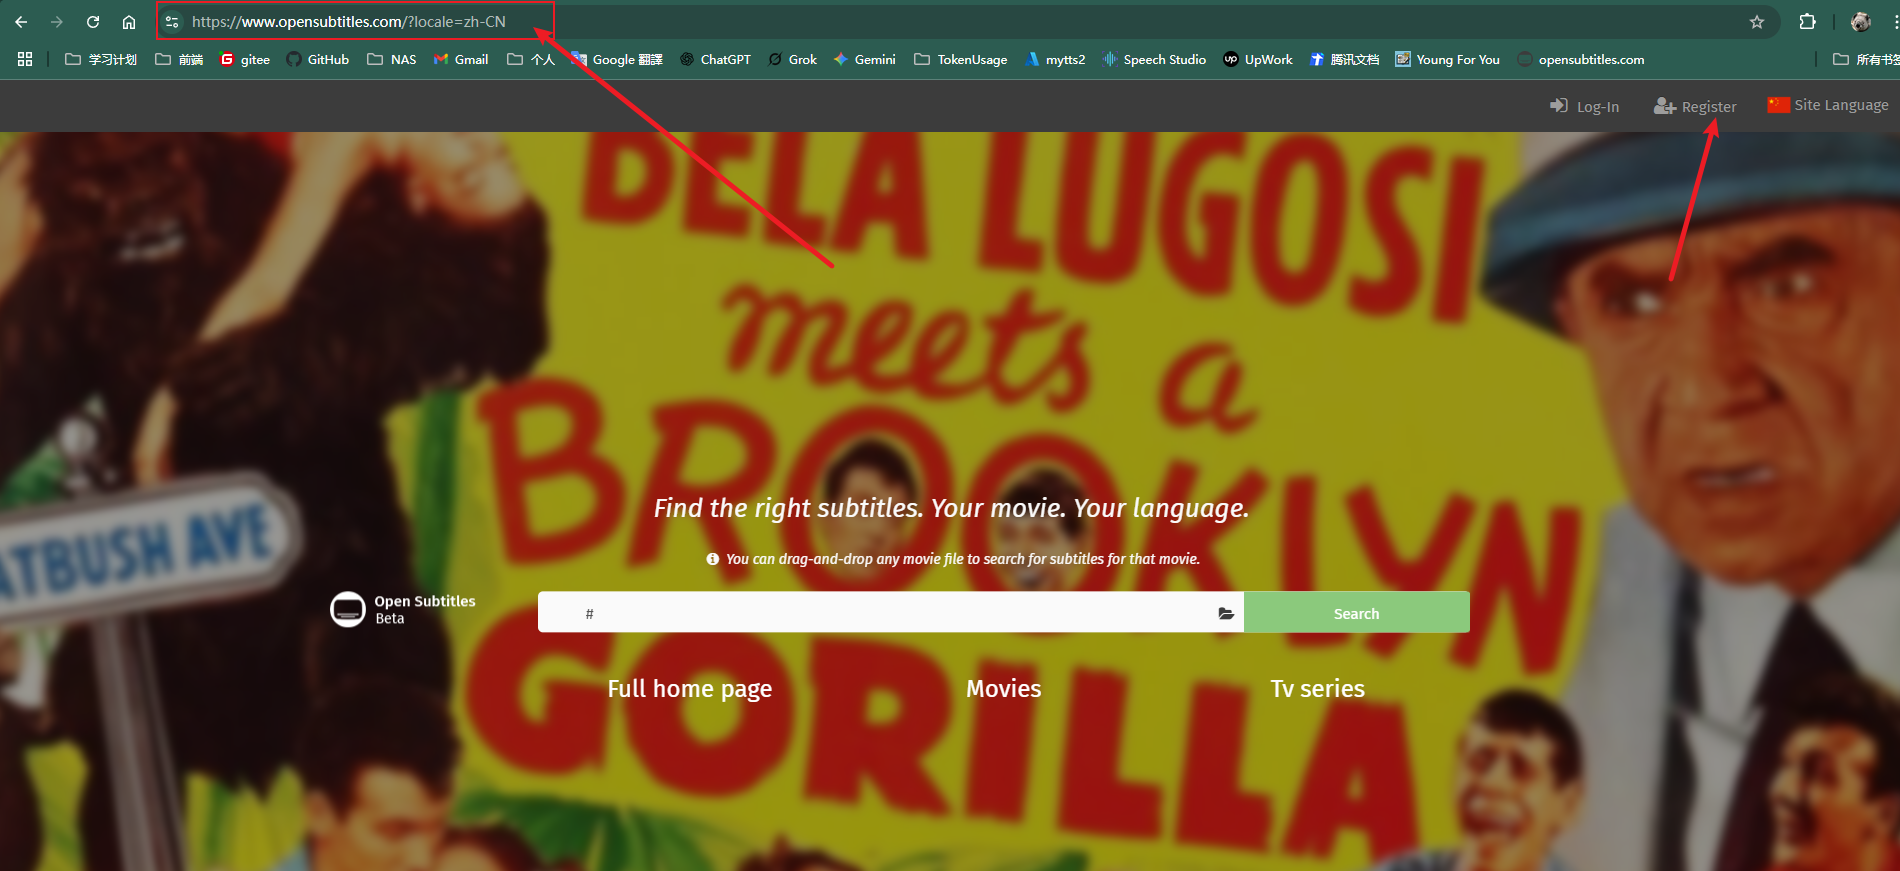 https://www.opensubtitles.com/?locale=zh-CN
学习计划 前端 gitee GitHub NAS Gmail 个人 Google 翻譯 ChatGPT Grok Gemini TokenUsage mytts2 Speech Studio UpWork 腾讯文档 Young For You opensubtitles.com 所有书签
Log-In Register Site Language
BELA LUGOSI
meets a
BROOKLYN
GORILLA
ATBUSH AVE
Find the right subtitles. Your movie. Your language.
You can drag-and-drop any movie file to search for subtitles for that movie.
Open Subtitles
Beta
# Search
Full home page Movies Tv series